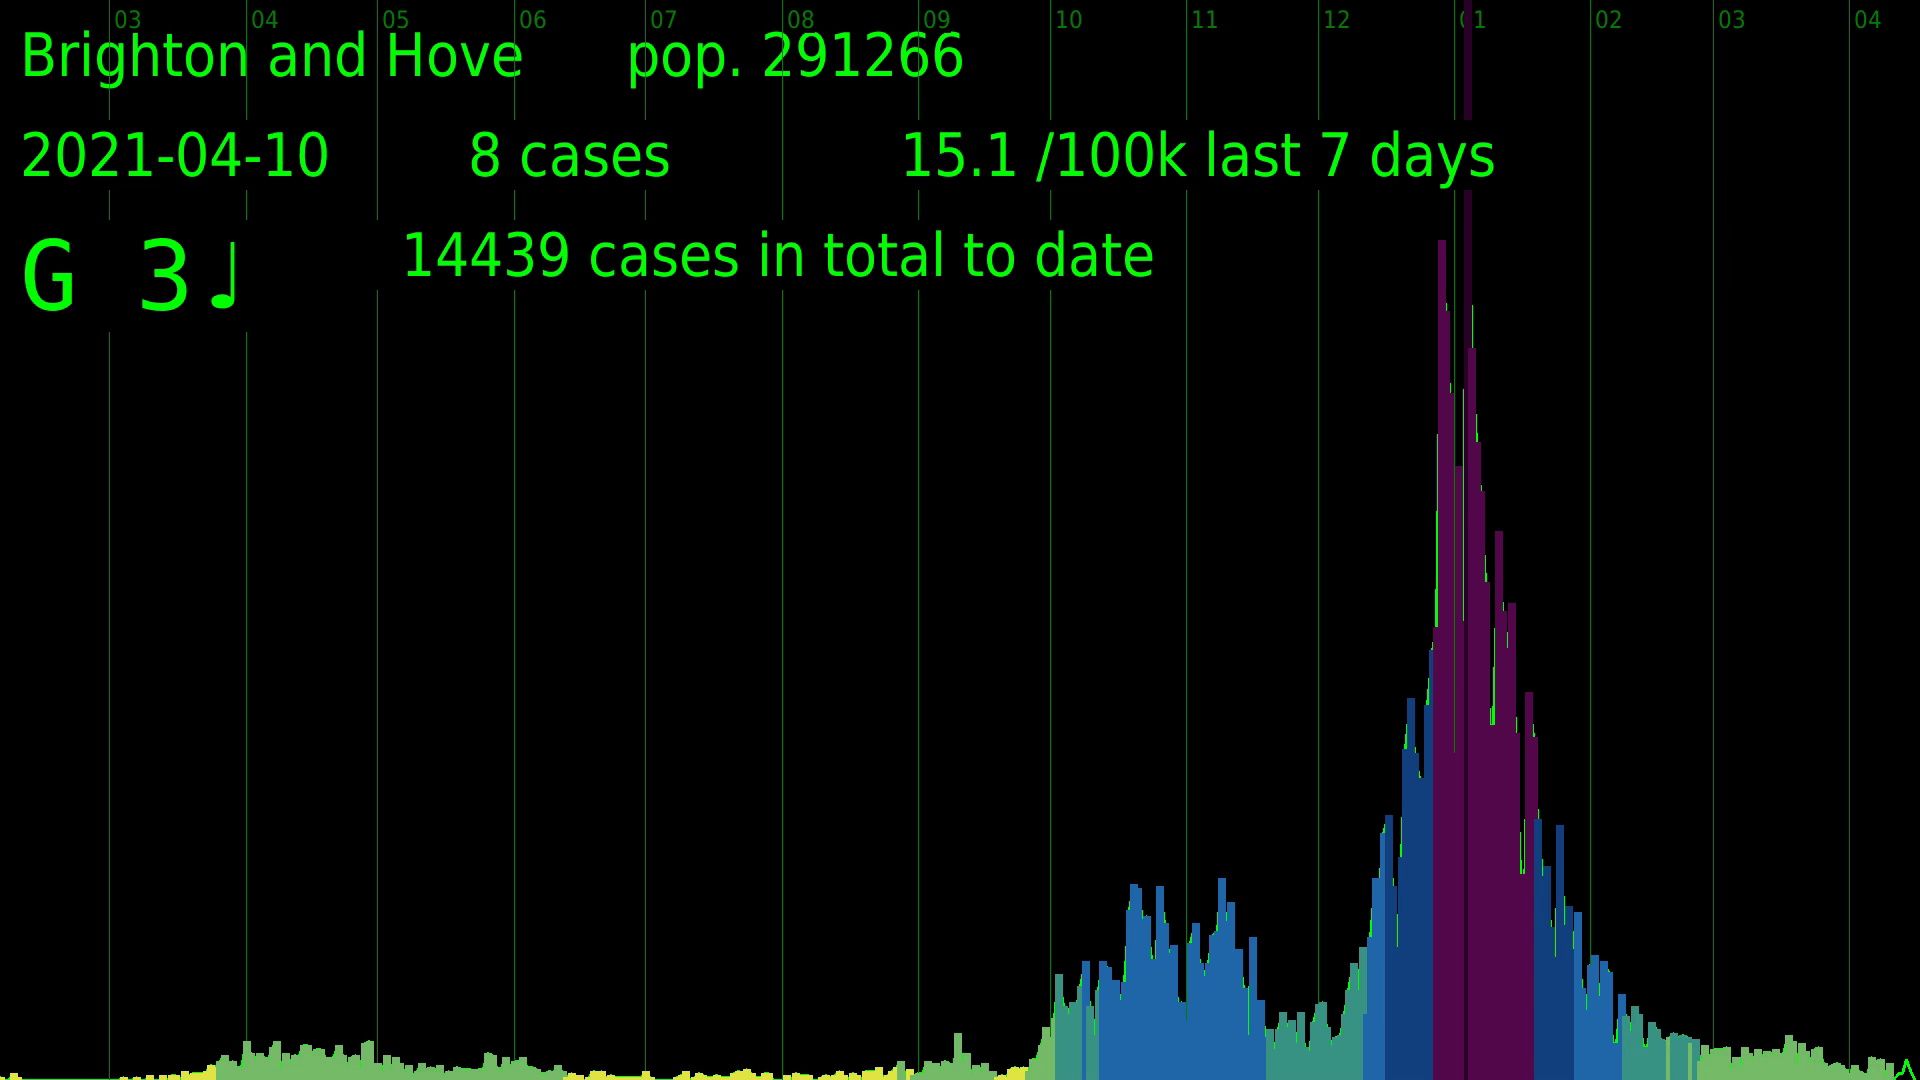 03 04 05 06 07 08 09 10 11 12 01 02 03 04
Brighton and Hove pop. 291266
2021-04-10 8 cases 15.1 /100k last 7 days
G 3♩ 14439 cases in total to date